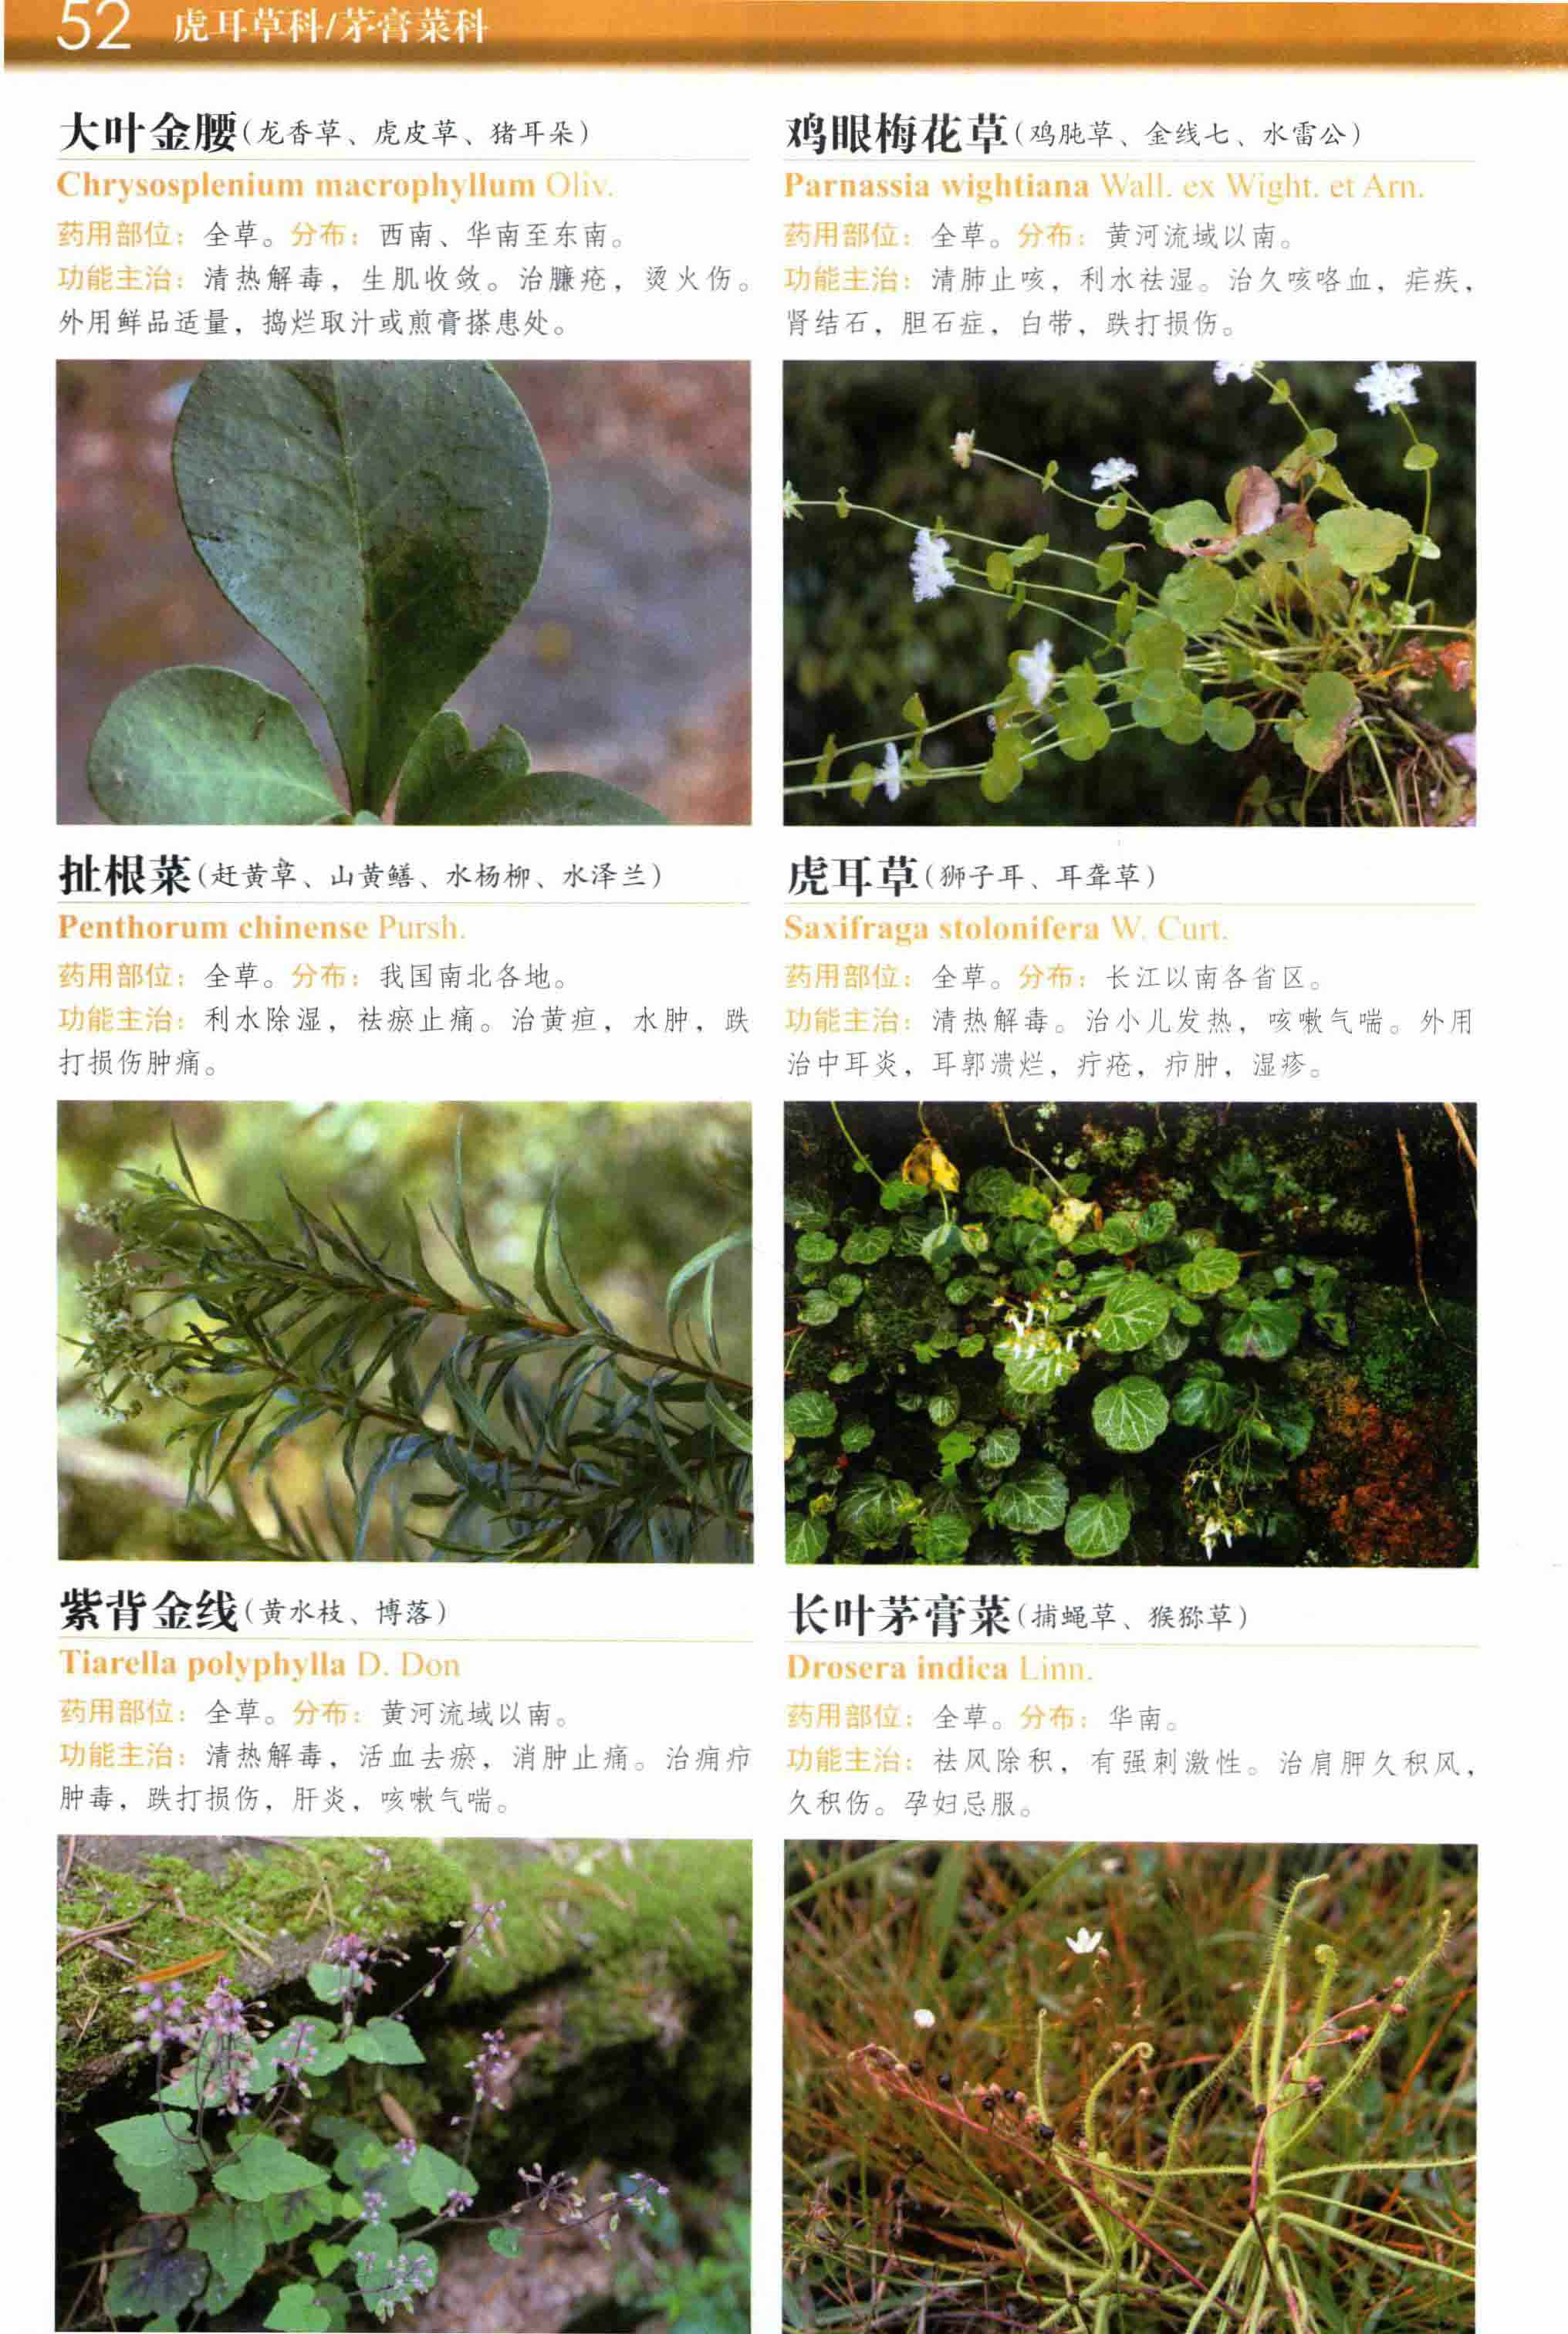 52 虎耳草科/茅膏菜科
大叶金腰(龙香草、虎皮草、猪耳朵)
Chrysosplenium macrophyllum Oliv.
药用部位：全草。分布：西南、华南至东南。
功能主治：清热解毒，生肌收敛。治臁疮，烫火伤。
外用鲜品适量，捣烂取汁或煎膏搽患处。
鸡眼梅花草(鸡肫草、金线七、水雷公)
Parnassia wightiana Wall. ex Wight. et Arn.
药用部位：全草。分布：黄河流域以南。
功能主治：清肺止咳，利水祛湿。治久咳咯血，疟疾，
肾结石，胆石症，白带，跌打损伤。
扯根菜(赶黄草、山黄鳝、水杨柳、水泽兰)
Penthorum chinense Pursh.
药用部位：全草。分布：我国南北各地。
功能主治：利水除湿，祛瘀止痛。治黄疸，水肿，跌
打损伤肿痛。
虎耳草(狮子耳、耳聋草)
Saxifraga stolonifera W. Curt.
药用部位：全草。分布：长江以南各省区。
功能主治：清热解毒。治小儿发热，咳嗽气喘。外用
治中耳炎，耳郭溃烂，疔疮，疖肿，湿疹。
紫背金线(黄水枝、博落)
Tiarella polyphylla D. Don
药用部位：全草。分布：黄河流域以南。
功能主治：清热解毒，活血去瘀，消肿止痛。治痈疖
肿毒，跌打损伤，肝炎，咳嗽气喘。
长叶茅膏菜(捕蝇草、猴狲草)
Drosera indica Linn.
药用部位：全草。分布：华南。
功能主治：祛风除积，有强刺激性。治肩胛久积风，
久积伤。孕妇忌服。